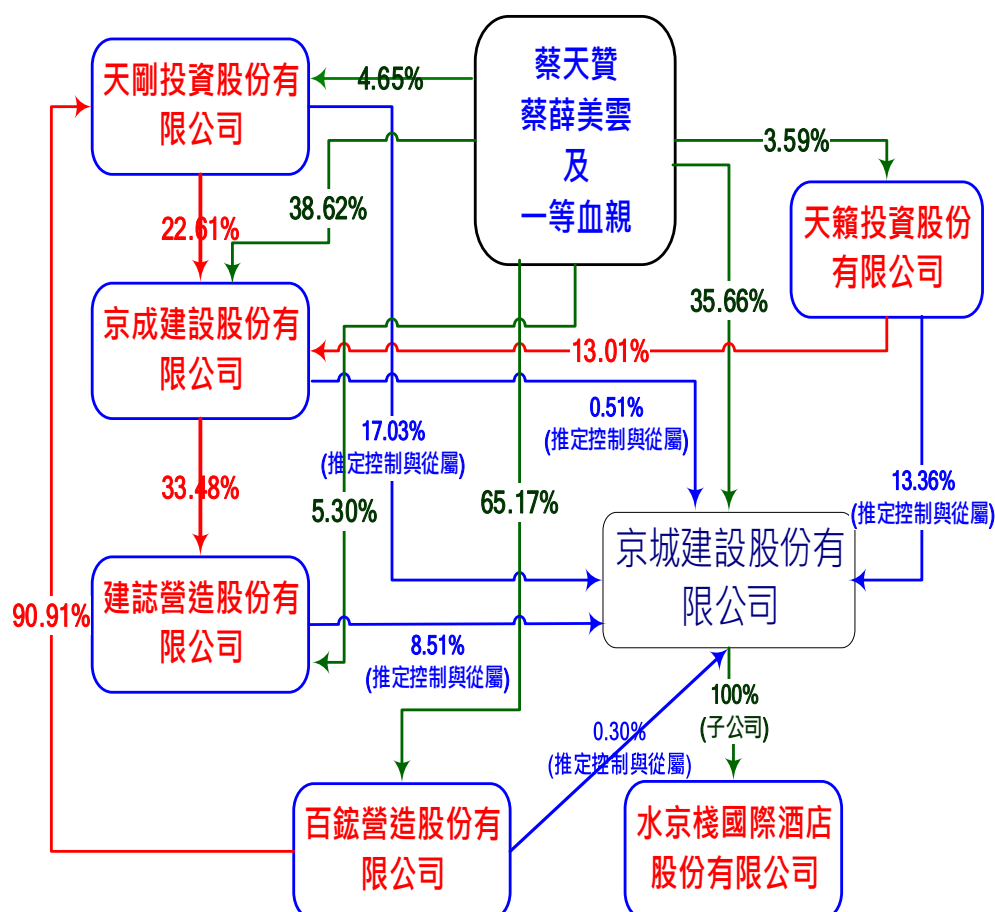 天剛投資股份有
限公司
4.65%
蔡天贊
蔡薛美雲
及
一等血親
3.59%
天籟投資股份
有限公司
22.61%
38.62%
35.66%
京成建設股份有
限公司
13.01%
0.51%
(推定控制與從屬)
17.03%
(推定控制與從屬)
13.36%
(推定控制與從屬)
33.48%
5.30%
65.17%
京城建設股份有
限公司
建誌營造股份有
限公司
90.91%
8.51%
(推定控制與從屬)
100%
(子公司)
0.30%
(推定控制與從屬)
百鋐營造股份有
限公司
水京棧國際酒店
股份有限公司